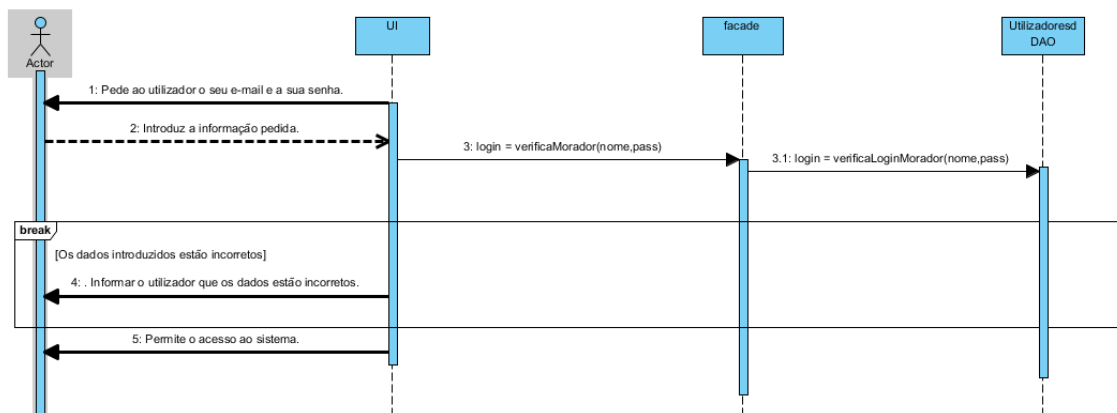 UI
facade
Utilizadoresd
DAO
Actor
1: Pede ao utilizador o seu e-mail e a sua senha.
2: Introduz a informação pedida.
3: login = verificaMorador(nome,pass)
3.1: login = verificaLoginMorador(nome,pass)
break
[Os dados introduzidos estão incorretos]
4: . Informar o utilizador que os dados estão incorretos.
5: Permite o acesso ao sistema.